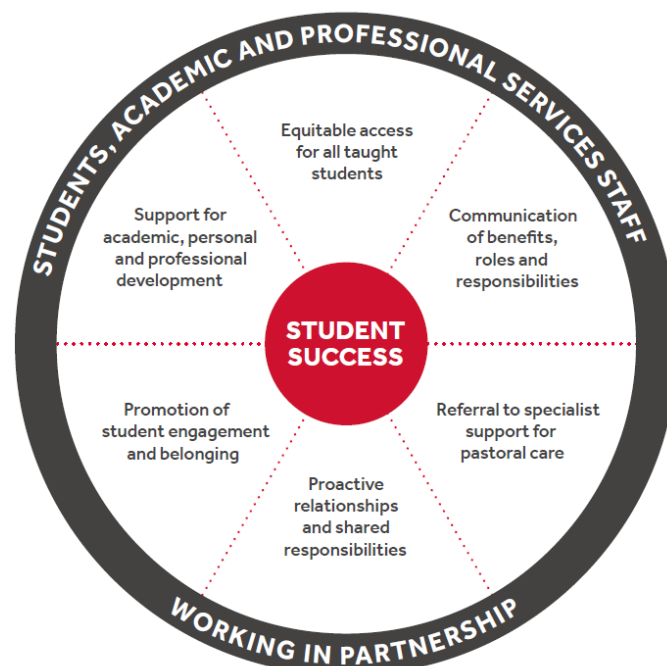 STUDENTS, ACADEMIC AND PROFESSIONAL SERVICES STAFF
Equitable access
for all taught
students
Communication
of benefits,
roles and
responsibilities
Referral to specialist
support for
pastoral care
Proactive
relationships
and shared
responsibilities
Promotion of
student engagement
and belonging
Support for
academic, personal
and professional
development
STUDENT
SUCCESS
WORKING IN PARTNERSHIP